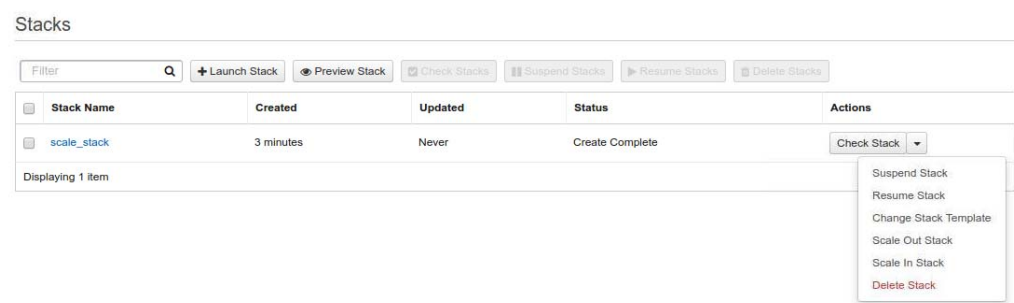 Stacks
Filter Launch Stack Preview Stack Check Stacks Suspend Stacks Resume Stacks Delete Stacks
Stack Name Created Updated Status Actions
scale_stack 3 minutes Never Create Complete Check Stack
Displaying 1 item
Suspend Stack
Resume Stack
Change Stack Template
Scale Out Stack
Scale In Stack
Delete Stack